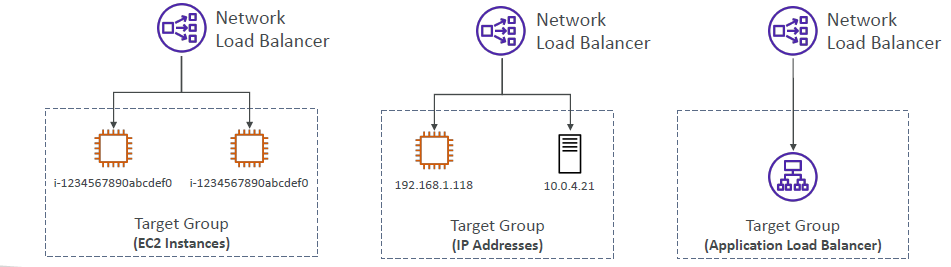 Network
Load Balancer
i-1234567890abcdef0
i-1234567890abcdef0
Target Group
(EC2 Instances)
Network
Load Balancer
192.168.1.118
10.0.4.21
Target Group
(IP Addresses)
Network
Load Balancer
Target Group
(Application Load Balancer)